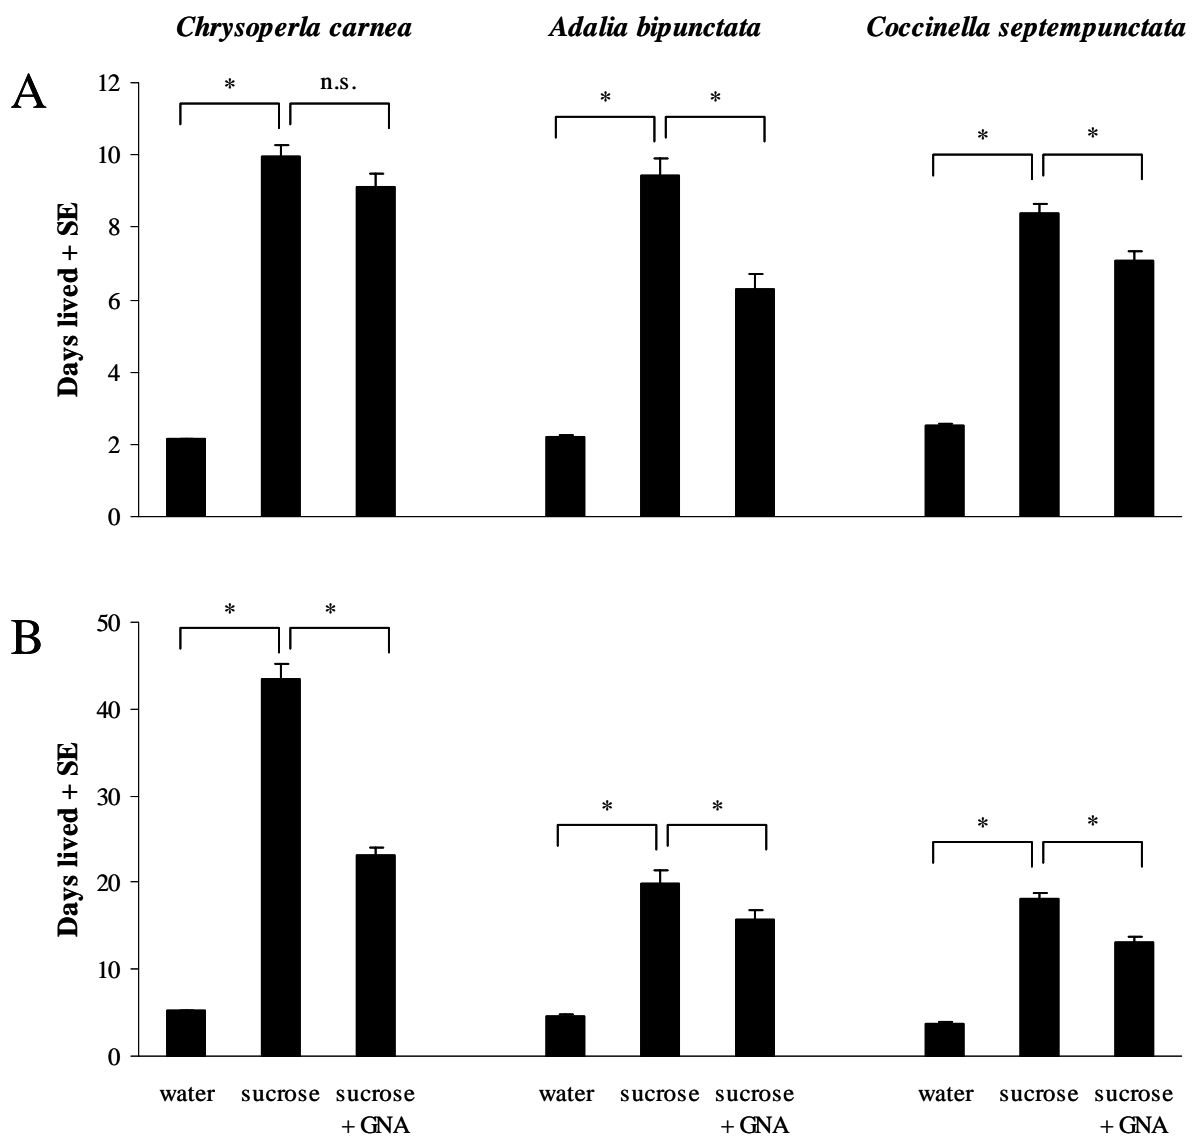 Chrysoperla carnea Adalia bipunctata Coccinella septempunctata
A
Days lived + SE
12
10
8
6
4
2
0
* n.s. * * * *
B
Days lived + SE
50
40
30
20
10
0
* * * * * *
water sucrose sucrose + GNA water sucrose sucrose + GNA water sucrose sucrose + GNA